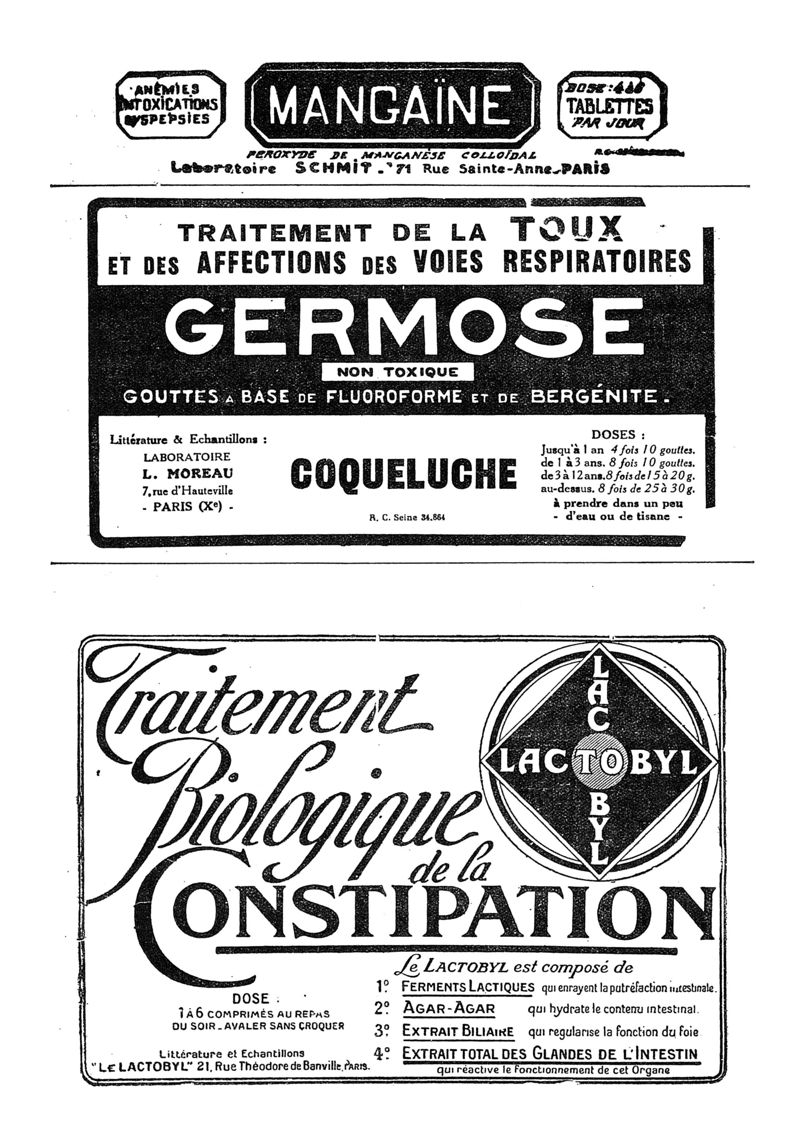 ANÉMIES
INTOXICATIONS
DYSPEPSIES
MANGAÏNE
DOSE: 4 à 6
TABLETTES
PAR JOUR
PEROXYDE DE MANGANÈSE COLLOÏDAL
Laboratoire SCHMIT. 71 Rue Sainte-Anne-PARIS
TRAITEMENT DE LA TOUX
ET DES AFFECTIONS DES VOIES RESPIRATOIRES
GERMOSE
NON TOXIQUE
GOUTTES A BASE DE FLUOROFORME ET DE BERGÉNITE.
Littérature & Echantillons :
LABORATOIRE
L. MOREAU
7, rue d'Hauteville
- PARIS (Xe) -
COQUELUCHE
R. C. Seine 34.864
DOSES :
Jusqu'à 1 an 4 fois 10 gouttes.
de 1 à 3 ans. 8 fois 10 gouttes.
de 3 à 12 ans. 8 fois de 15 à 20 g.
au-dessus. 8 fois de 25 à 30 g.
à prendre dans un peu
- d'eau ou de tisane -
Traitement
Biologique
de la
CONSTIPATION
LACTOBYL
LACTOBYL
Le LACTOBYL est composé de
1º FERMENTS LACTIQUES qui enrayent la putréfaction intestinale.
2º AGAR-AGAR qui hydrate le contenu intestinal.
3º EXTRAIT BILIAIRE qui régularise la fonction du foie
4º EXTRAIT TOTAL DES GLANDES DE L'INTESTIN
qui réactive le fonctionnement de cet Organe
DOSE :
1 À 6 COMPRIMÉS AU REPAS
DU SOIR - AVALER SANS CROQUER
Littérature et Echantillons
"LE LACTOBYL" 21, Rue Théodore de Banville, PARIS.